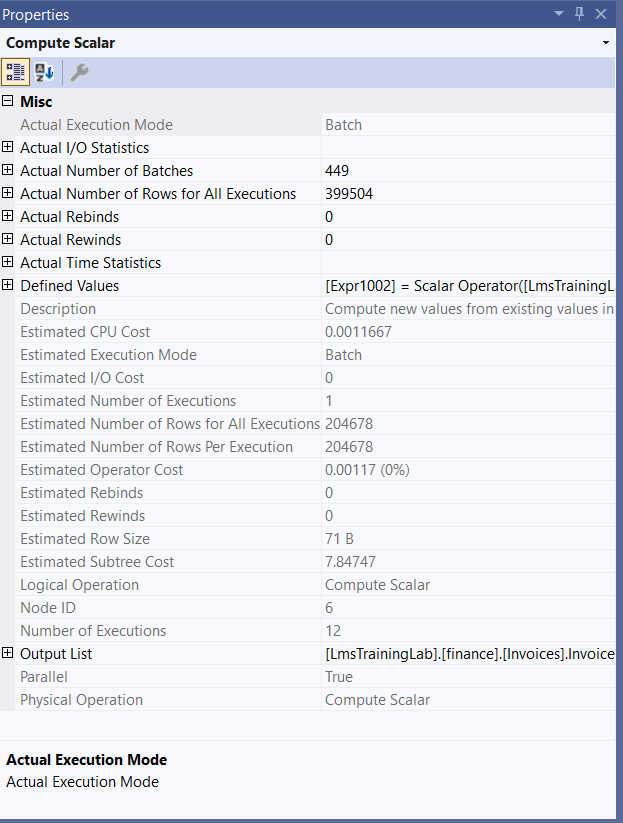 Properties
Compute Scalar
Misc
Actual Execution Mode Batch
Actual I/O Statistics
Actual Number of Batches 449
Actual Number of Rows for All Executions 399504
Actual Rebinds 0
Actual Rewinds 0
Actual Time Statistics
Defined Values [Expr1002] = Scalar Operator([LmsTrainingL
Description Compute new values from existing values in
Estimated CPU Cost 0.0011667
Estimated Execution Mode Batch
Estimated I/O Cost 0
Estimated Number of Executions 1
Estimated Number of Rows for All Executions 204678
Estimated Number of Rows Per Execution 204678
Estimated Operator Cost 0.00117 (0%)
Estimated Rebinds 0
Estimated Rewinds 0
Estimated Row Size 71 B
Estimated Subtree Cost 7.84747
Logical Operation Compute Scalar
Node ID 6
Number of Executions 12
Output List [LmsTrainingLab].[finance].[Invoices].Invoice
Parallel True
Physical Operation Compute Scalar
Actual Execution Mode
Actual Execution Mode